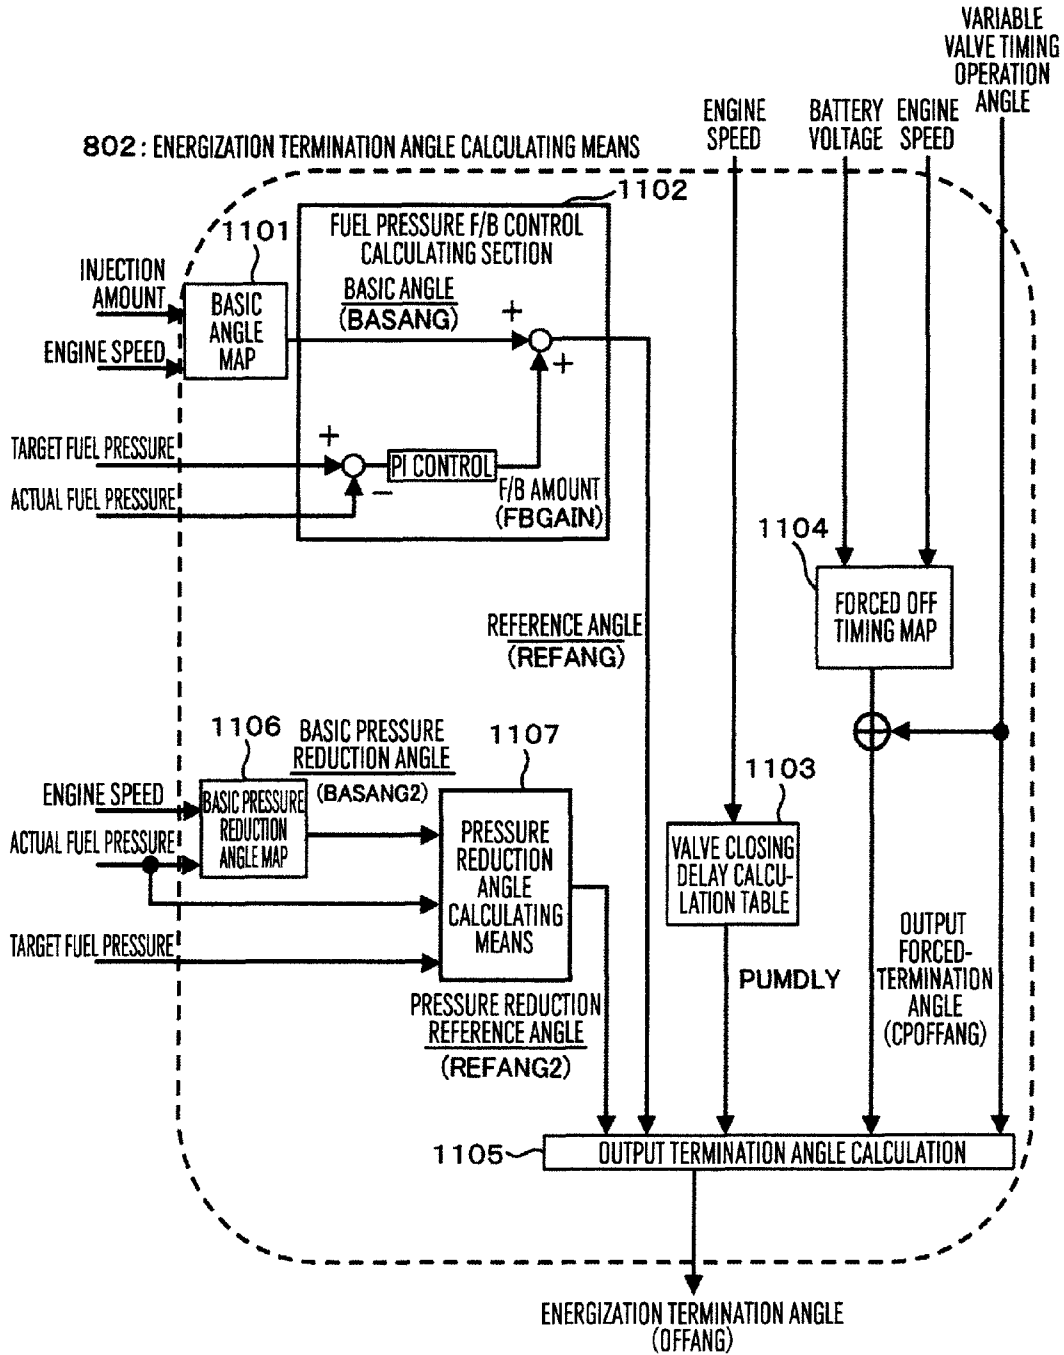 VARIABLE
VALVE TIMING
OPERATION
ANGLE
ENGINE
SPEED
BATTERY
VOLTAGE
ENGINE
SPEED
802: ENERGIZATION TERMINATION ANGLE CALCULATING MEANS
1102
1101
FUEL PRESSURE F/B CONTROL
CALCULATING SECTION
INJECTION
AMOUNT
BASIC
ANGLE
MAP
BASIC ANGLE
(BASANG)
+
+
ENGINE SPEED
TARGET FUEL PRESSURE
+
PI CONTROL
−
ACTUAL FUEL PRESSURE
F/B AMOUNT
(FBGAIN)
1104
FORCED OFF
TIMING MAP
REFERENCE ANGLE
(REFANG)
1106
BASIC PRESSURE
REDUCTION ANGLE
(BASANG2)
1107
1103
ENGINE SPEED
BASIC PRESSURE
REDUCTION
ANGLE MAP
ACTUAL FUEL PRESSURE
PRESSURE
REDUCTION
ANGLE
CALCULATING
MEANS
VALVE CLOSING
DELAY CALCU-
LATION TABLE
TARGET FUEL PRESSURE
OUTPUT
FORCED-
TERMINATION
ANGLE
(CPOFFANG)
PUMDLY
PRESSURE REDUCTION
REFERENCE ANGLE
(REFANG2)
1105
OUTPUT TERMINATION ANGLE CALCULATION
ENERGIZATION TERMINATION ANGLE
(OFFANG)